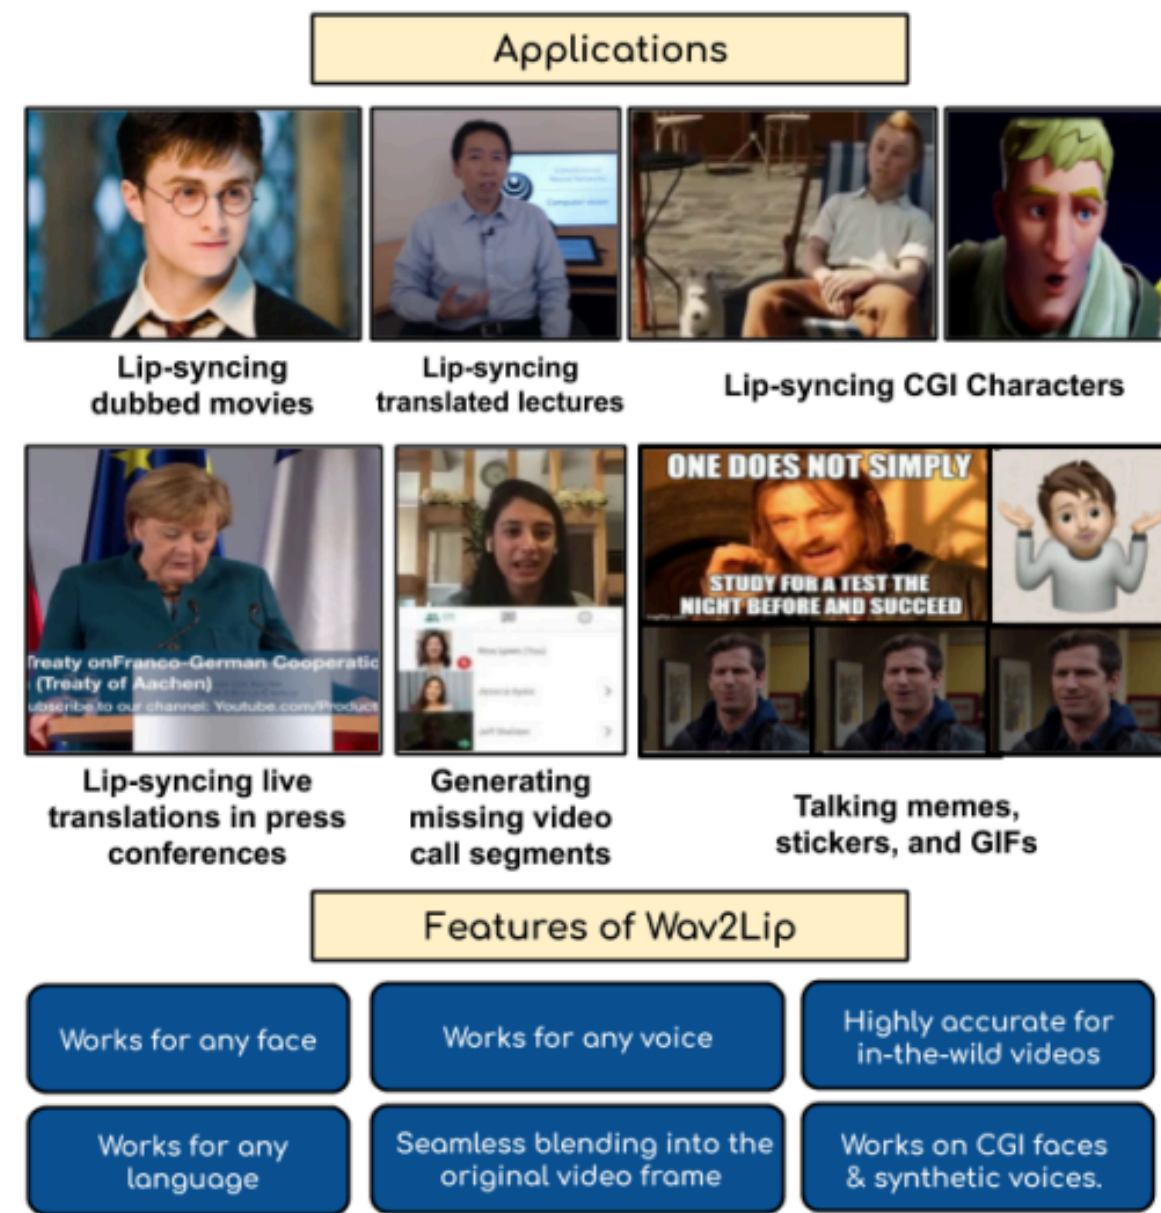 Applications
Computer vision
Lip-syncing
dubbed movies
Lip-syncing
translated lectures
Lip-syncing CGI Characters
ONE DOES NOT SIMPLY
STUDY FOR A TEST THE
NIGHT BEFORE AND SUCCEED
Treaty onFranco-German Cooperatio
(Treaty of Aachen)
ubscribe to our channel: Youtube.com/Product
Lip-syncing live
translations in press
conferences
Generating
missing video
call segments
Talking memes,
stickers, and GIFs
Features of Wav2Lip
Works for any face
Works for any voice
Highly accurate for
in-the-wild videos
Works for any
language
Seamless blending into the
original video frame
Works on CGI faces
& synthetic voices.